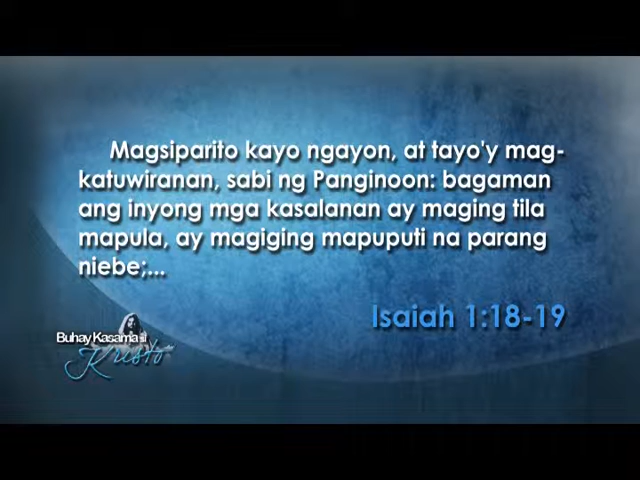 Magsiparito kayo ngayon, at tayo'y mag-
katuwiranan, sabi ng Panginoon: bagaman
ang inyong mga kasalanan ay maging tila
mapula, ay magiging mapuputi na parang
niebe;...
Isaiah 1:18-19
Buhay Kasama si
Kristo